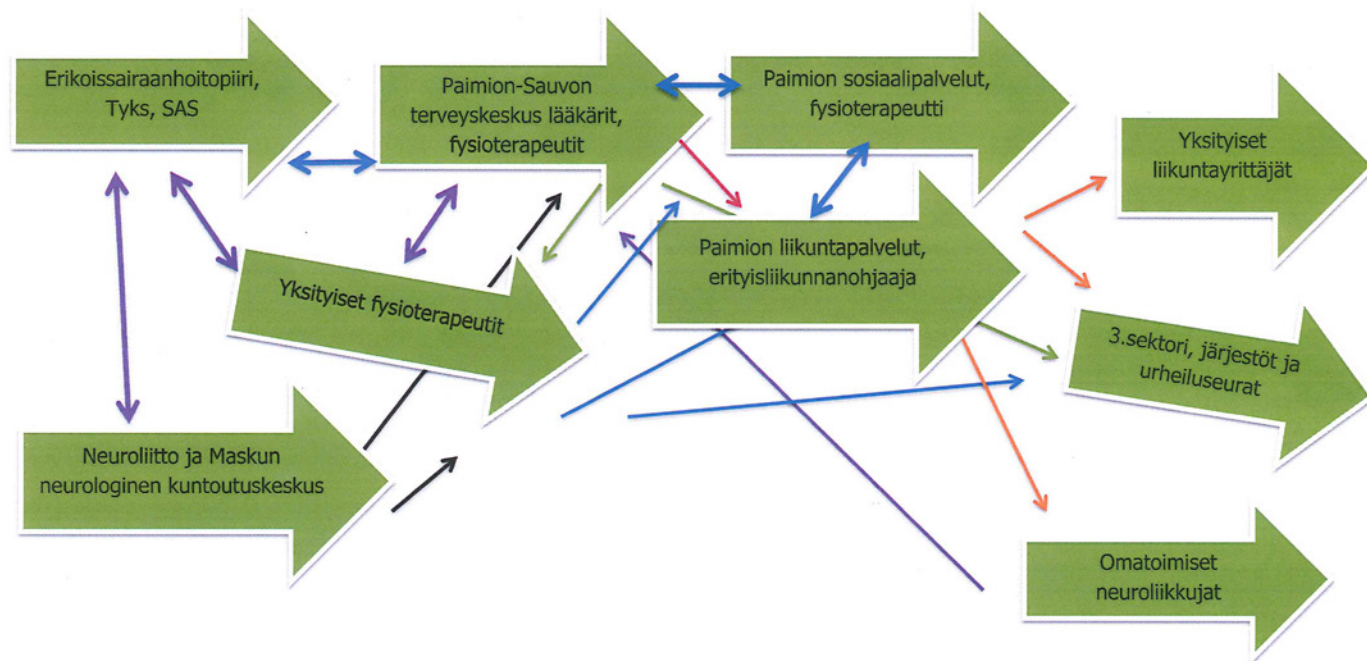 Erikoissairaanhoitopiiri,
Tyks, SAS
Paimion-Sauvon
terveyskeskus lääkärit,
fysioterapeutit
Paimion sosiaalipalvelut,
fysioterapeutti
Yksityiset
liikuntayrittäjät
Paimion liikuntapalvelut,
erityisliikunnanohjaaja
Yksityiset fysioterapeutit
3.sektori, järjestöt ja
urheiluseurat
Neuroliitto ja Maskun
neurologinen kuntoutuskeskus
Omatoimiset
neuroliikkujat